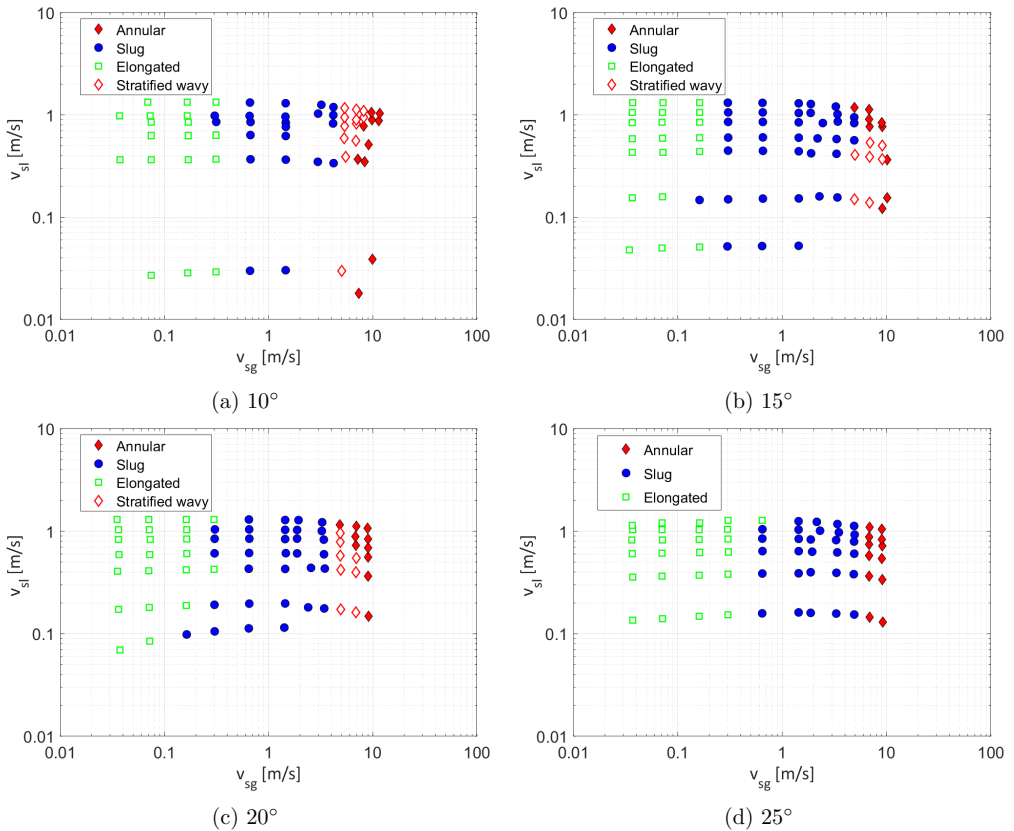 10
1
0.1
0.01
v_sl [m/s]
Annular
Slug
Elongated
Stratified wavy
0.01 0.1 1 10 100
v_sg [m/s]
(a) 10°
10
1
0.1
0.01
v_sl [m/s]
Annular
Slug
Elongated
Stratified wavy
0.01 0.1 1 10 100
v_sg [m/s]
(b) 15°
10
1
0.1
0.01
v_sl [m/s]
Annular
Slug
Elongated
Stratified wavy
0.01 0.1 1 10 100
v_sg [m/s]
(c) 20°
10
1
0.1
0.01
v_sl [m/s]
Annular
Slug
Elongated
0.01 0.1 1 10 100
v_sg [m/s]
(d) 25°